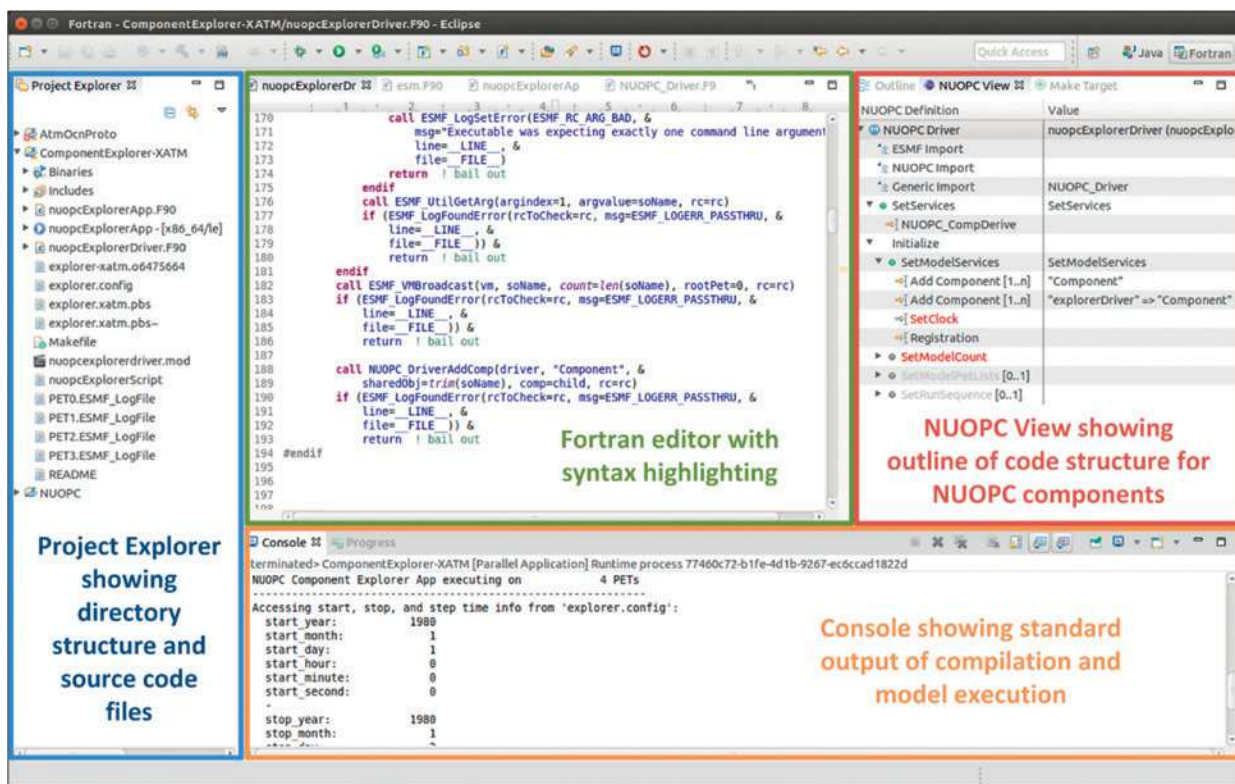 Fortran - ComponentExplorer-XATM/nuopcExplorerDriver.F90 - Eclipse
Quick Access
Java
Fortran
Project Explorer
AtmOcnProto
ComponentExplorer-XATM
Binaries
Includes
nuopcExplorerApp.F90
nuopcExplorerApp - [x86_64/le]
nuopcExplorerDriver.F90
explorer-xatm.o6475664
explorer.config
explorer.xatm.pbs
explorer.xatm.pbs~
Makefile
nuopcexplorerdriver.mod
nuopcExplorerScript
PET0.ESMF_LogFile
PET1.ESMF_LogFile
PET2.ESMF_LogFile
PET3.ESMF_LogFile
README
NUOPC
Project Explorer
showing
directory
structure and
source code
files
nuopcExplorerDr
esm.F90
nuopcExplorerAp
NUOPC_Driver.F9
1 2 3 4 5 6 7 8
170 call ESMF_LogSetError(ESMF_RC_ARG_BAD, &
171 msg="Executable was expecting exactly one command line argument
172 line=__LINE__, &
173 file=__FILE__)
174 return ! bail out
175 endif
176 call ESMF_UtilGetArg(argindex=1, argvalue=soName, rc=rc)
177 if (ESMF_LogFoundError(rcToCheck=rc, msg=ESMF_LOGERR_PASSTHRU, &
178 line=__LINE__, &
179 file=__FILE__)) &
180 return ! bail out
181 endif
182 call ESMF_VMBroadcast(vm, soName, count=len(soName), rootPet=0, rc=rc)
183 if (ESMF_LogFoundError(rcToCheck=rc, msg=ESMF_LOGERR_PASSTHRU, &
184 line=__LINE__, &
185 file=__FILE__)) &
186 return ! bail out
187
188 call NUOPC_DriverAddComp(driver, "Component", &
189 sharedObj=trim(soName), comp=child, rc=rc)
190 if (ESMF_LogFoundError(rcToCheck=rc, msg=ESMF_LOGERR_PASSTHRU, &
191 line=__LINE__, &
192 file=__FILE__)) &
193 return ! bail out
194 #endif
195
196
197
198
Fortran editor with
syntax highlighting
Outline
NUOPC View
Make Target
NUOPC Definition Value
NUOPC Driver nuopcExplorerDriver (nuopcExplo
ESMF Import
NUOPC Import
Generic Import NUOPC_Driver
SetServices SetServices
NUOPC_CompDerive
Initialize
SetModelServices SetModelServices
Add Component [1..n] "Component"
Add Component [1..n] "explorerDriver" => "Component"
SetClock
Registration
SetModelCount
SetModelPetLists [0..1]
SetRunSequence [0..1]
NUOPC View showing
outline of code structure for
NUOPC components
Console
Progress
terminated> ComponentExplorer-XATM [Parallel Application] Runtime process 77460c72-b1fe-4d1b-9267-ec6ccad1822d
NUOPC Component Explorer App executing on 4 PETs
Accessing start, stop, and step time info from 'explorer.config':
start_year: 1980
start_month: 1
start_day: 1
start_hour: 0
start_minute: 0
start_second: 0
-
stop_year: 1980
stop_month: 1
Console showing standard
output of compilation and
model execution